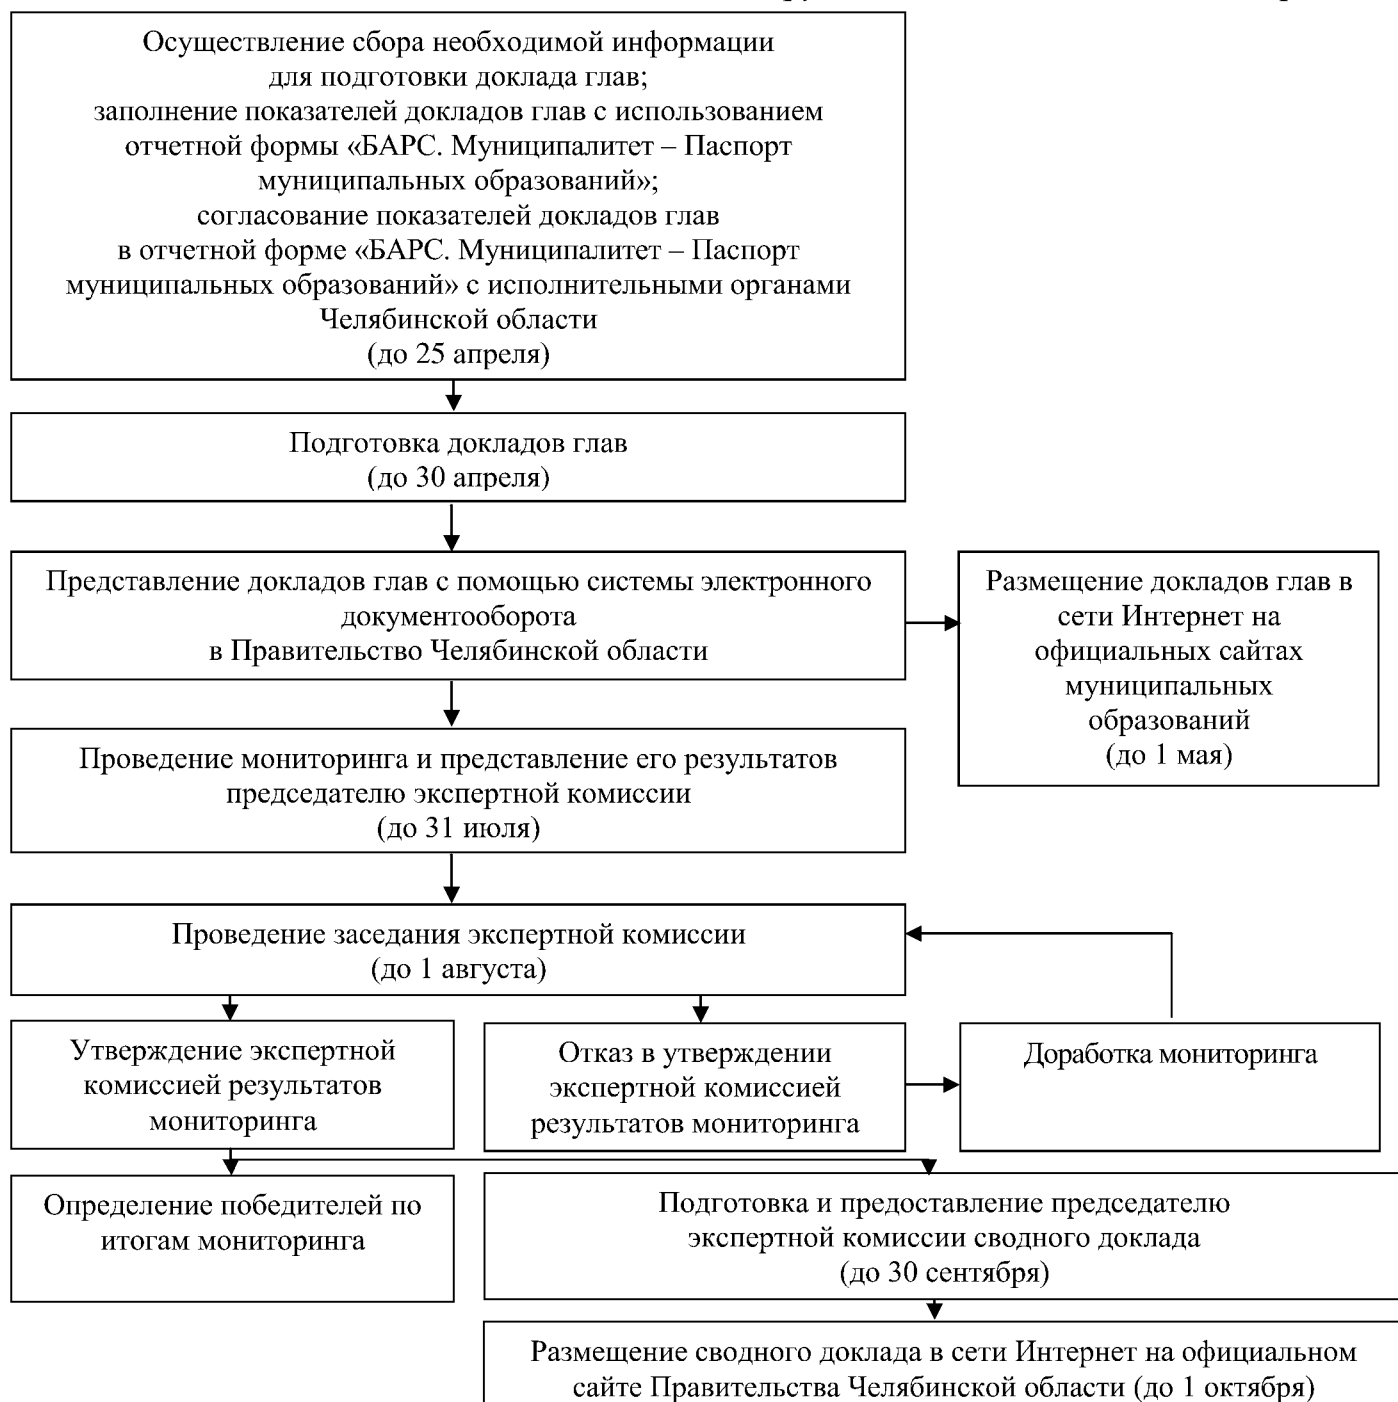 Осуществление сбора необходимой информации
для подготовки доклада глав;
заполнение показателей докладов глав с использованием
отчетной формы «БАРС. Муниципалитет – Паспорт
муниципальных образований»;
согласование показателей докладов глав
в отчетной форме «БАРС. Муниципалитет – Паспорт
муниципальных образований» с исполнительными органами
Челябинской области
(до 25 апреля)
Подготовка докладов глав
(до 30 апреля)
Представление докладов глав с помощью системы электронного
документооборота
в Правительство Челябинской области
Размещение докладов глав в
сети Интернет на
официальных сайтах
муниципальных
образований
(до 1 мая)
Проведение мониторинга и представление его результатов
председателю экспертной комиссии
(до 31 июля)
Проведение заседания экспертной комиссии
(до 1 августа)
Утверждение экспертной
комиссией результатов
мониторинга
Отказ в утверждении
экспертной комиссией
результатов мониторинга
Доработка мониторинга
Определение победителей по
итогам мониторинга
Подготовка и предоставление председателю
экспертной комиссии сводного доклада
(до 30 сентября)
Размещение сводного доклада в сети Интернет на официальном
сайте Правительства Челябинской области (до 1 октября)